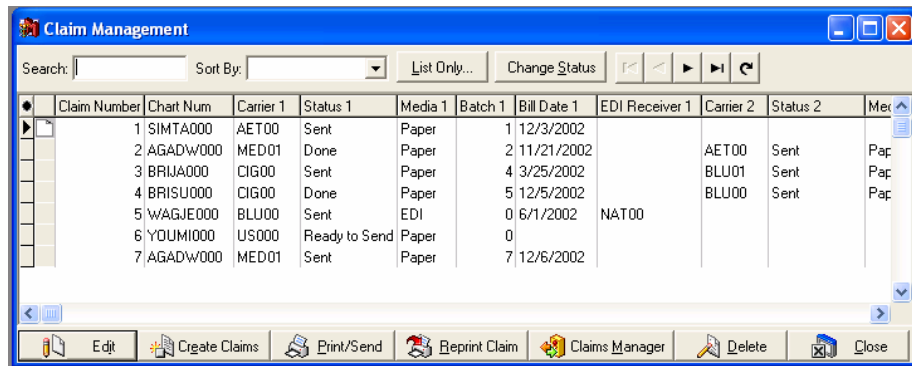 Claim Management
Search: Sort By: List Only... Change Status
Claim Number Chart Num Carrier 1 Status 1 Media 1 Batch 1 Bill Date 1 EDI Receiver 1 Carrier 2 Status 2 Med
1 SIMTA000 AET00 Sent Paper 1 12/3/2002
2 AGADW000 MED01 Done Paper 2 11/21/2002 AET00 Sent Pap
3 BRIJA000 CIG00 Sent Paper 4 3/25/2002 BLU01 Sent Pap
4 BRISU000 CIG00 Done Paper 5 12/5/2002 BLU00 Sent Pap
5 WAGJE000 BLU00 Sent EDI 0 6/1/2002 NAT00
6 YOUMI000 US000 Ready to Send Paper 0
7 AGADW000 MED01 Sent Paper 7 12/6/2002
Edit Create Claims Print/Send Reprint Claim Claims Manager Delete Close